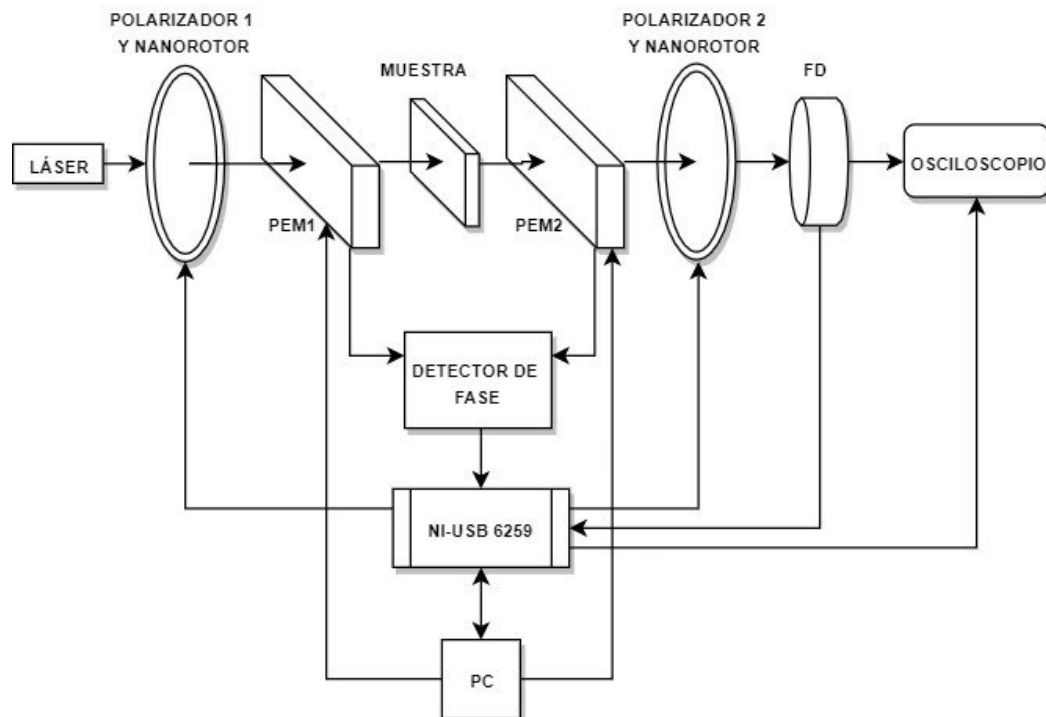 POLARIZADOR 1
Y NANOROTOR
MUESTRA
POLARIZADOR 2
Y NANOROTOR
FD
LÁSER
OSCILOSCOPIO
PEM1
PEM2
DETECTOR DE
FASE
NI-USB 6259
PC